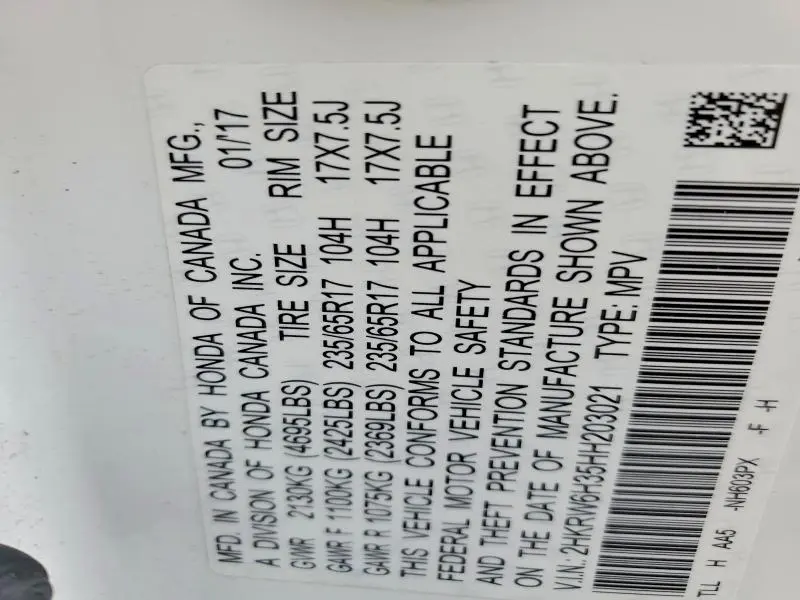 MFD. IN CANADA BY HONDA OF CANADA MFG.,
A DIVISION OF HONDA CANADA INC. 01/17
GWR 2130KG (4695LBS) TIRE SIZE RIM SIZE
GAWR F 1100KG (2425LBS) 235/65R17 104H 17X7.5J
GAWR R 1075KG (2369LBS) 235/65R17 104H 17X7.5J
THIS VEHICLE CONFORMS TO ALL APPLICABLE
FEDERAL MOTOR VEHICLE SAFETY
AND THEFT PREVENTION STANDARDS IN EFFECT
ON THE DATE OF MANUFACTURE SHOWN ABOVE.
V.I.N.: 2HKRW6H35HH203021 TYPE: MPV
TLL H AA5 -NH603PX -F -H